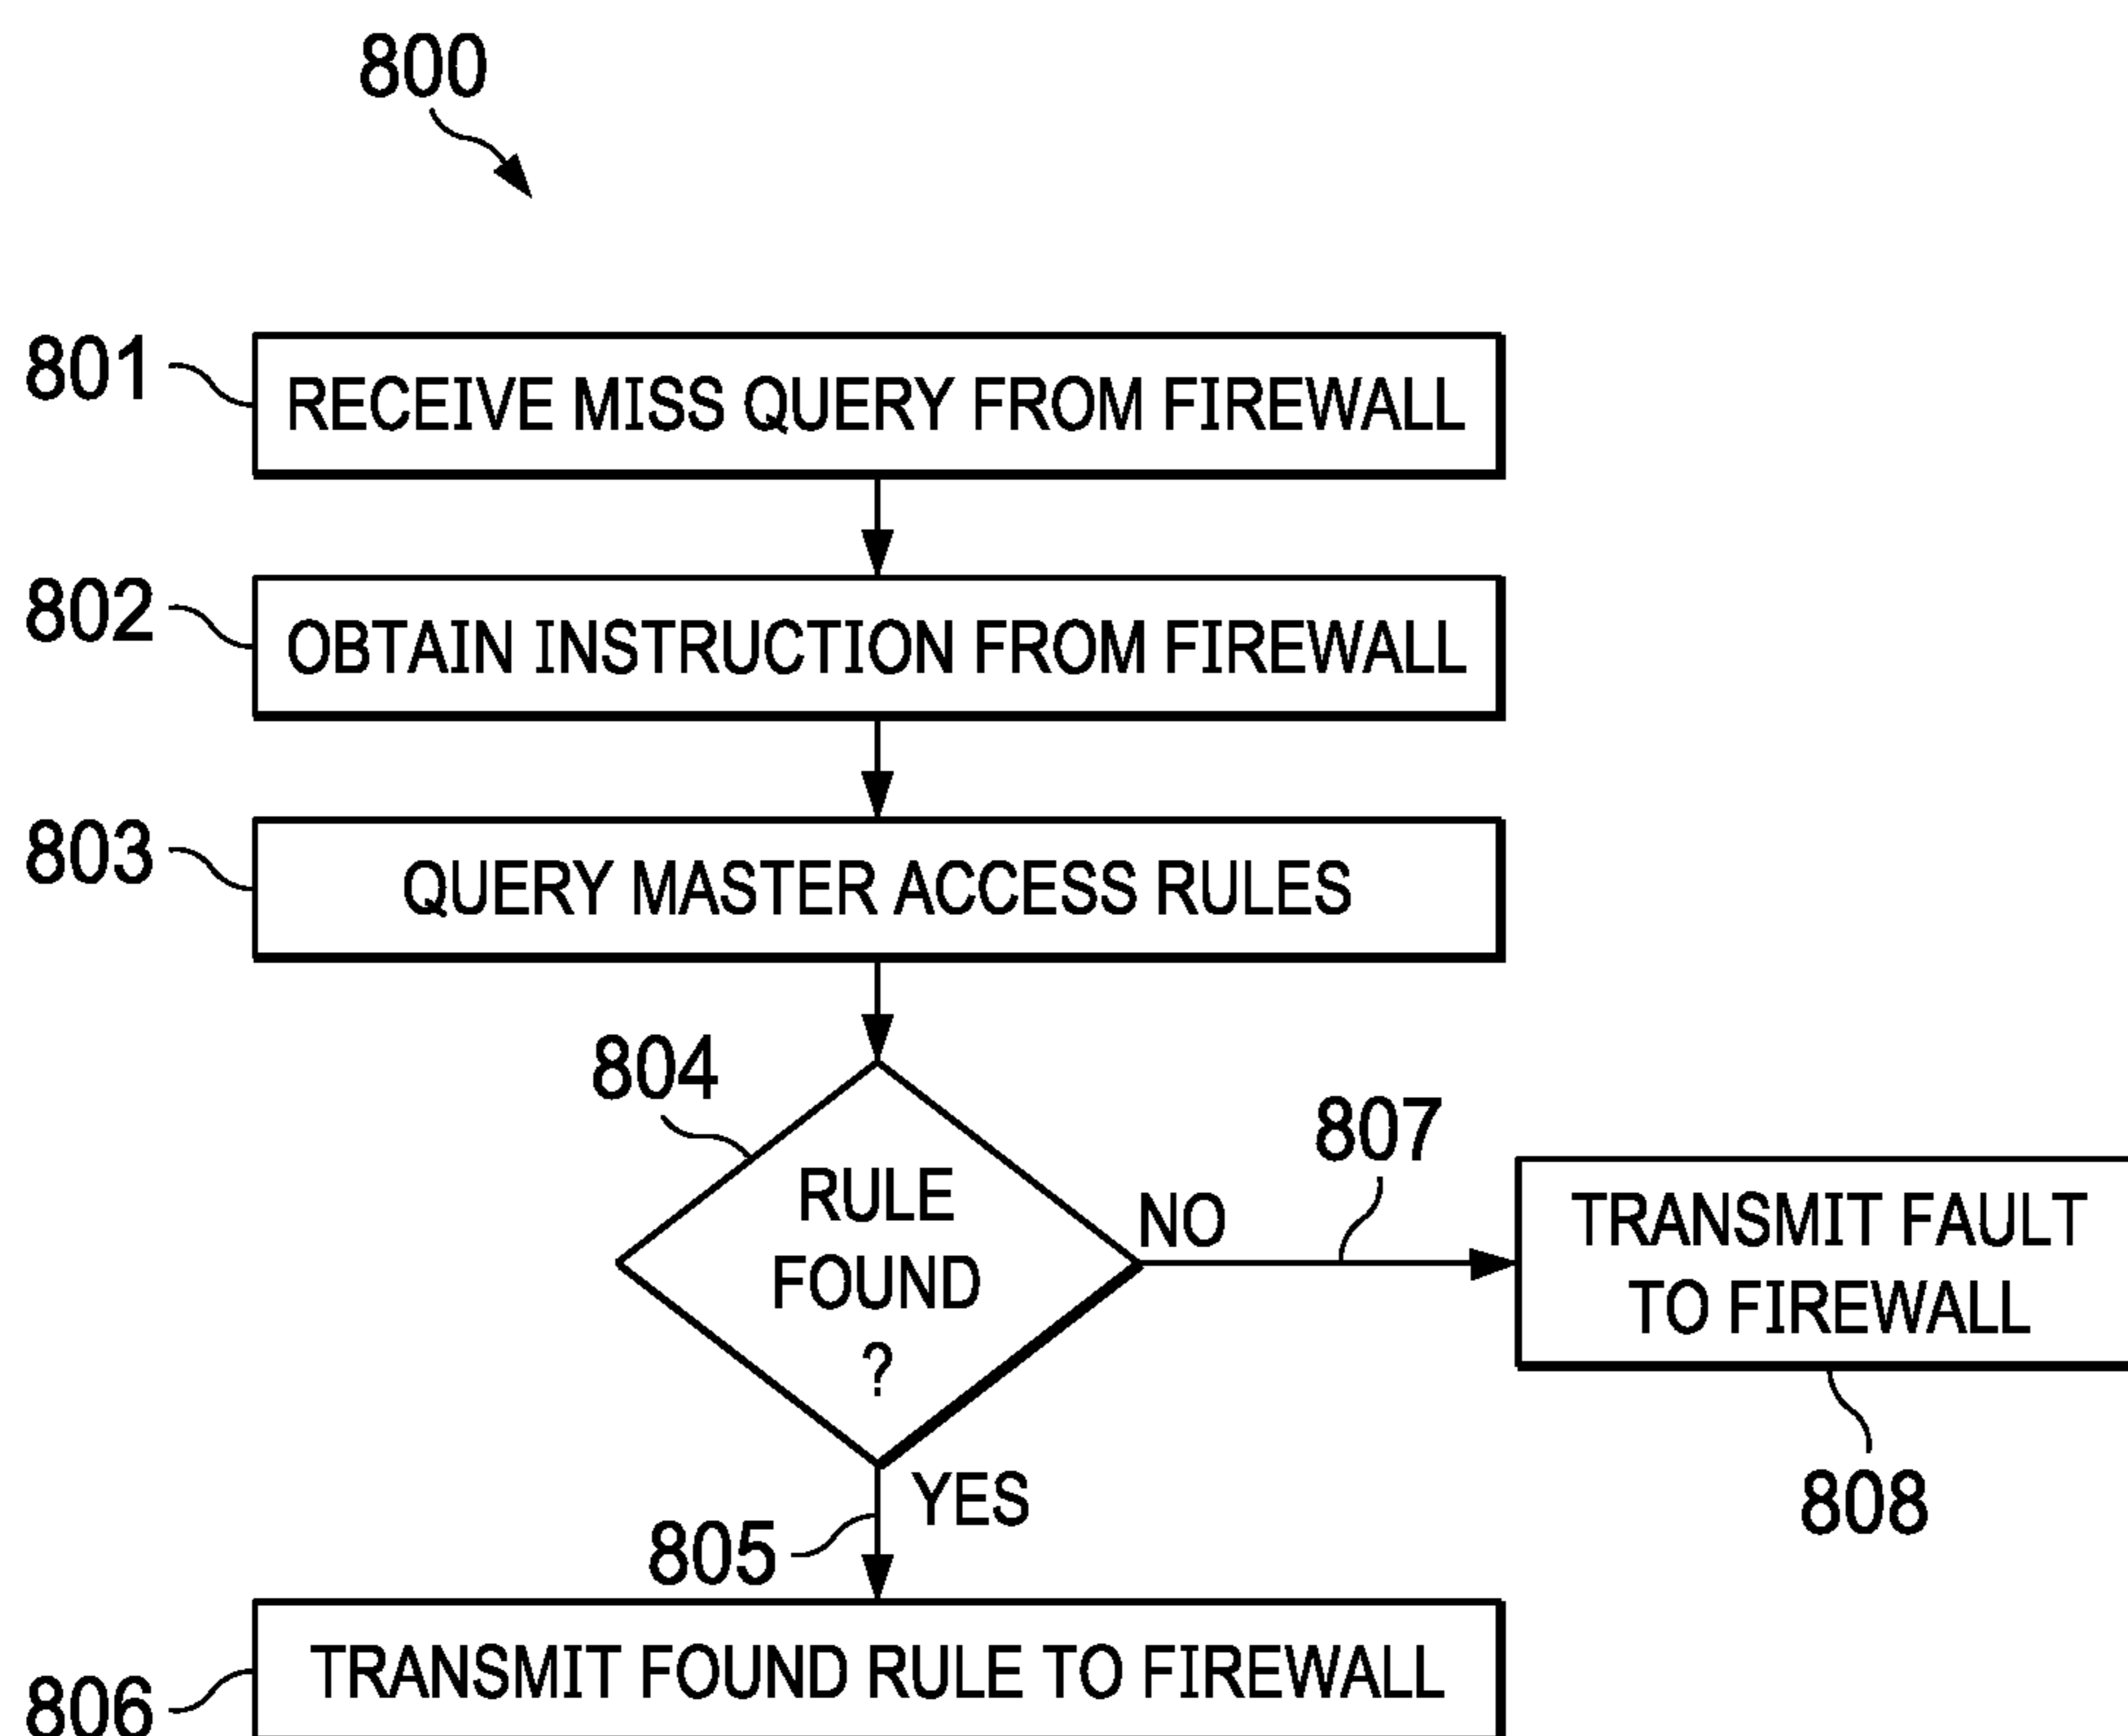 800
801
RECEIVE MISS QUERY FROM FIREWALL
802
OBTAIN INSTRUCTION FROM FIREWALL
803
QUERY MASTER ACCESS RULES
804
RULE
FOUND
?
NO
807
TRANSMIT FAULT
TO FIREWALL
808
YES
805
806
TRANSMIT FOUND RULE TO FIREWALL